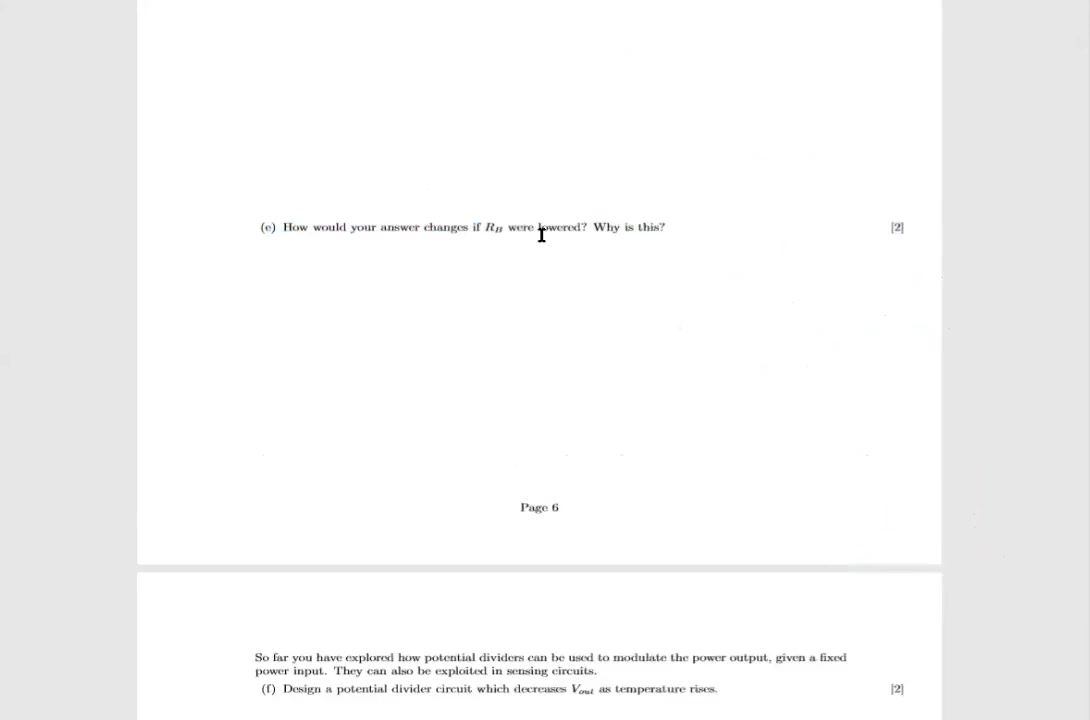 (e) How would your answer changes if R_B were lowered? Why is this? [2]
Page 6
So far you have explored how potential dividers can be used to modulate the power output, given a fixed
power input. They can also be exploited in sensing circuits.
(f) Design a potential divider circuit which decreases V_out as temperature rises. [2]